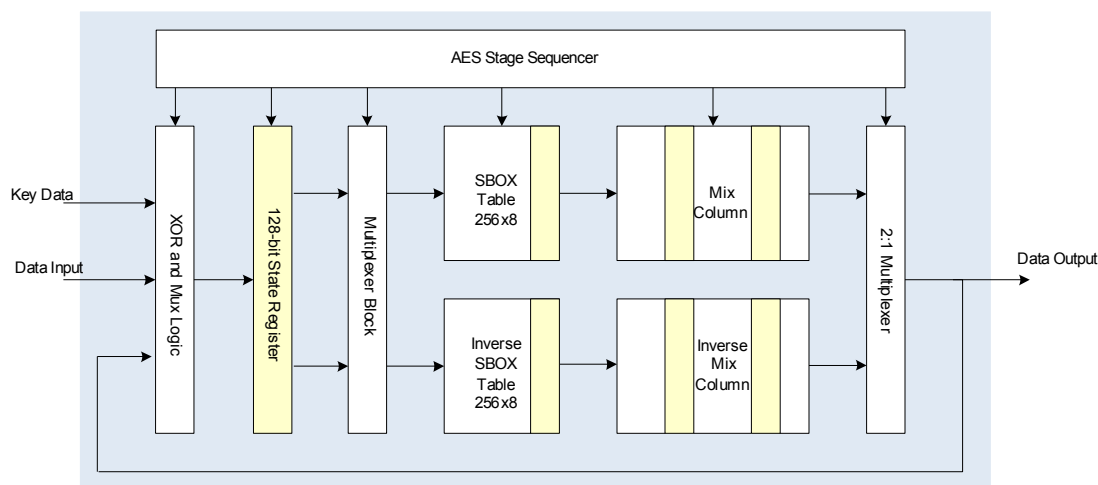 AES Stage Sequencer
Key Data
Data Input
XOR and Mux Logic
128-bit State Register
Multiplexer Block
SBOX
Table
256x8
Mix
Column
Inverse
SBOX
Table
256x8
Inverse
Mix
Column
2:1 Multiplexer
Data Output